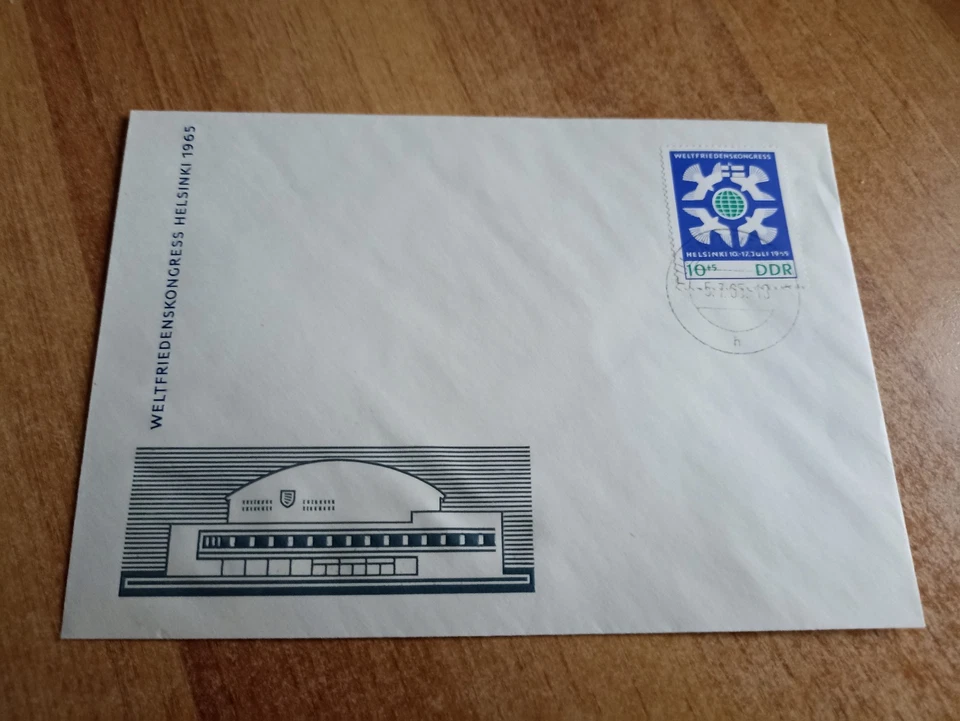 WELTFRIEDENSKONGRESS HELSINKI 1965
WELTFRIEDENSKONGRESS
HELSINKI 10.-17. JULI 1965
10+5 DDR
h